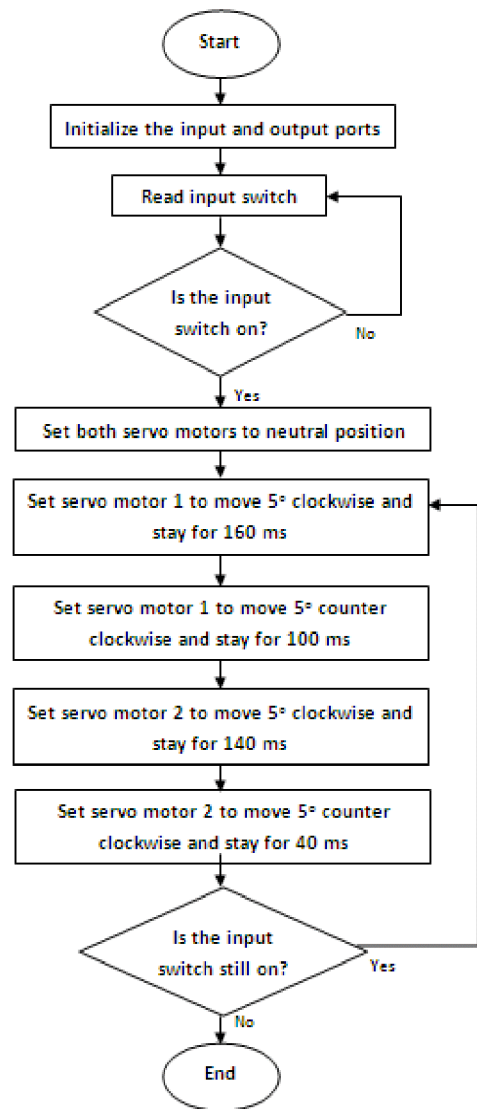 Start
Initialize the input and output ports
Read input switch
Is the input
switch on?
No
Yes
Set both servo motors to neutral position
Set servo motor 1 to move 5° clockwise and
stay for 160 ms
Set servo motor 1 to move 5° counter
clockwise and stay for 100 ms
Set servo motor 2 to move 5° clockwise and
stay for 140 ms
Set servo motor 2 to move 5° counter
clockwise and stay for 40 ms
Is the input
switch still on?
Yes
No
End